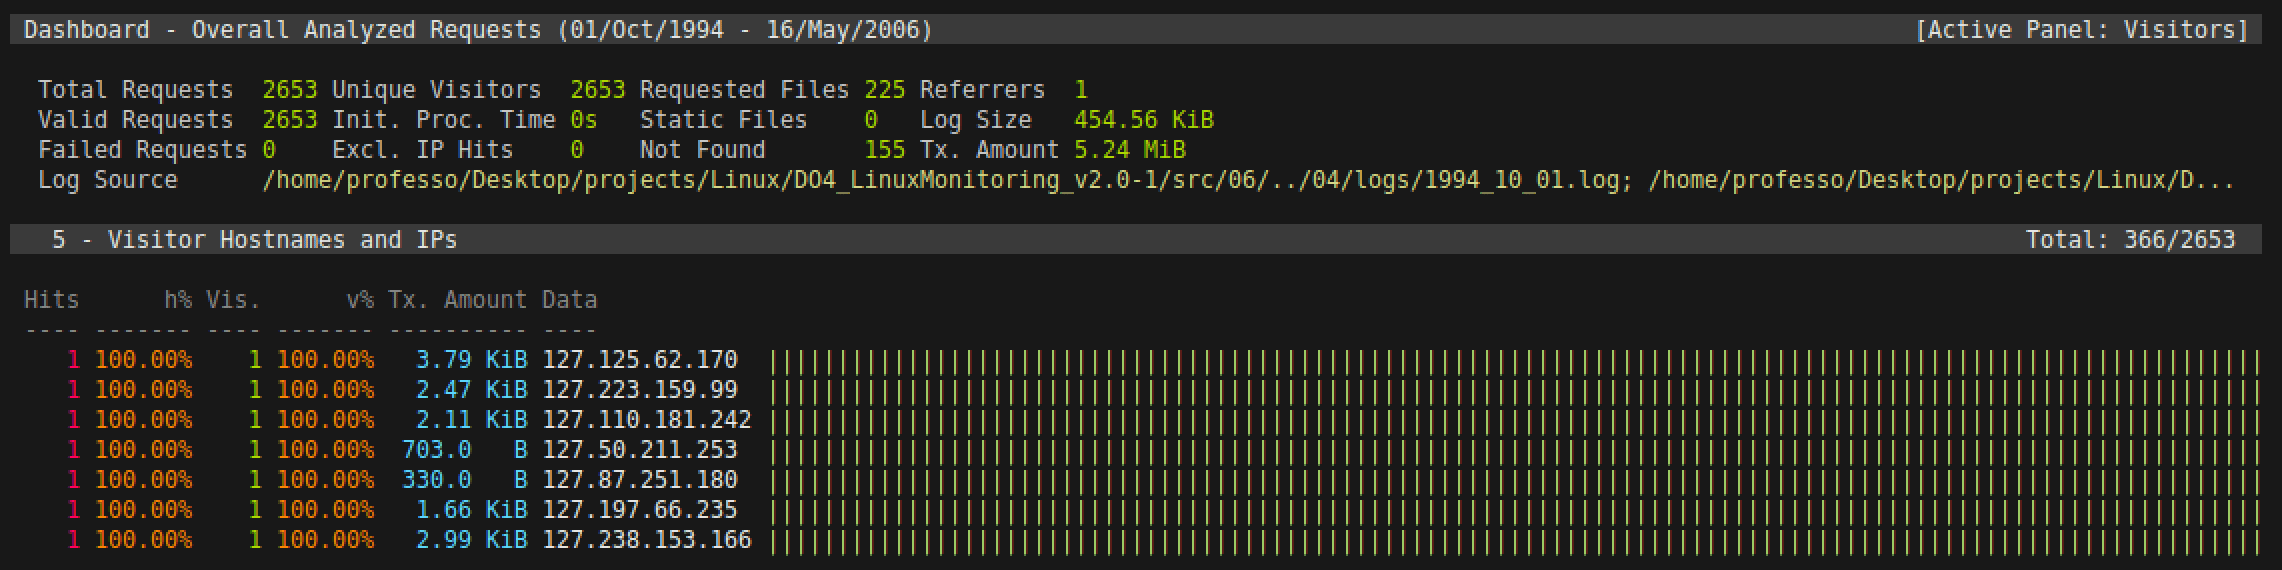 Dashboard - Overall Analyzed Requests (01/Oct/1994 - 16/May/2006) [Active Panel: Visitors]
Total Requests 2653 Unique Visitors 2653 Requested Files 225 Referrers 1
Valid Requests 2653 Init. Proc. Time 0s Static Files 0 Log Size 454.56 KiB
Failed Requests 0 Excl. IP Hits 0 Not Found 155 Tx. Amount 5.24 MiB
Log Source /home/professo/Desktop/projects/Linux/DO4_LinuxMonitoring_v2.0-1/src/06/../04/logs/1994_10_01.log; /home/professo/Desktop/projects/Linux/D...
5 - Visitor Hostnames and IPs Total: 366/2653
Hits h% Vis. v% Tx. Amount Data
---- ------- ---- ------- ---------- ----
1 100.00% 1 100.00% 3.79 KiB 127.125.62.170
1 100.00% 1 100.00% 2.47 KiB 127.223.159.99
1 100.00% 1 100.00% 2.11 KiB 127.110.181.242
1 100.00% 1 100.00% 703.0 B 127.50.211.253
1 100.00% 1 100.00% 330.0 B 127.87.251.180
1 100.00% 1 100.00% 1.66 KiB 127.197.66.235
1 100.00% 1 100.00% 2.99 KiB 127.238.153.166